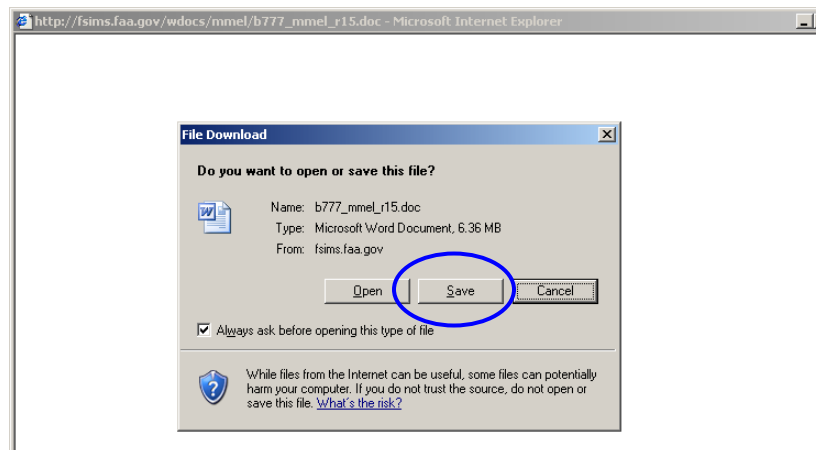 http://fsims.faa.gov/wdocs/mmel/b777_mmel_r15.doc - Microsoft Internet Explorer
File Download
Do you want to open or save this file?
Name: b777_mmel_r15.doc
Type: Microsoft Word Document, 6.36 MB
From: fsims.faa.gov
Open Save Cancel
Always ask before opening this type of file
While files from the Internet can be useful, some files can potentially
harm your computer. If you do not trust the source, do not open or
save this file. What's the risk?